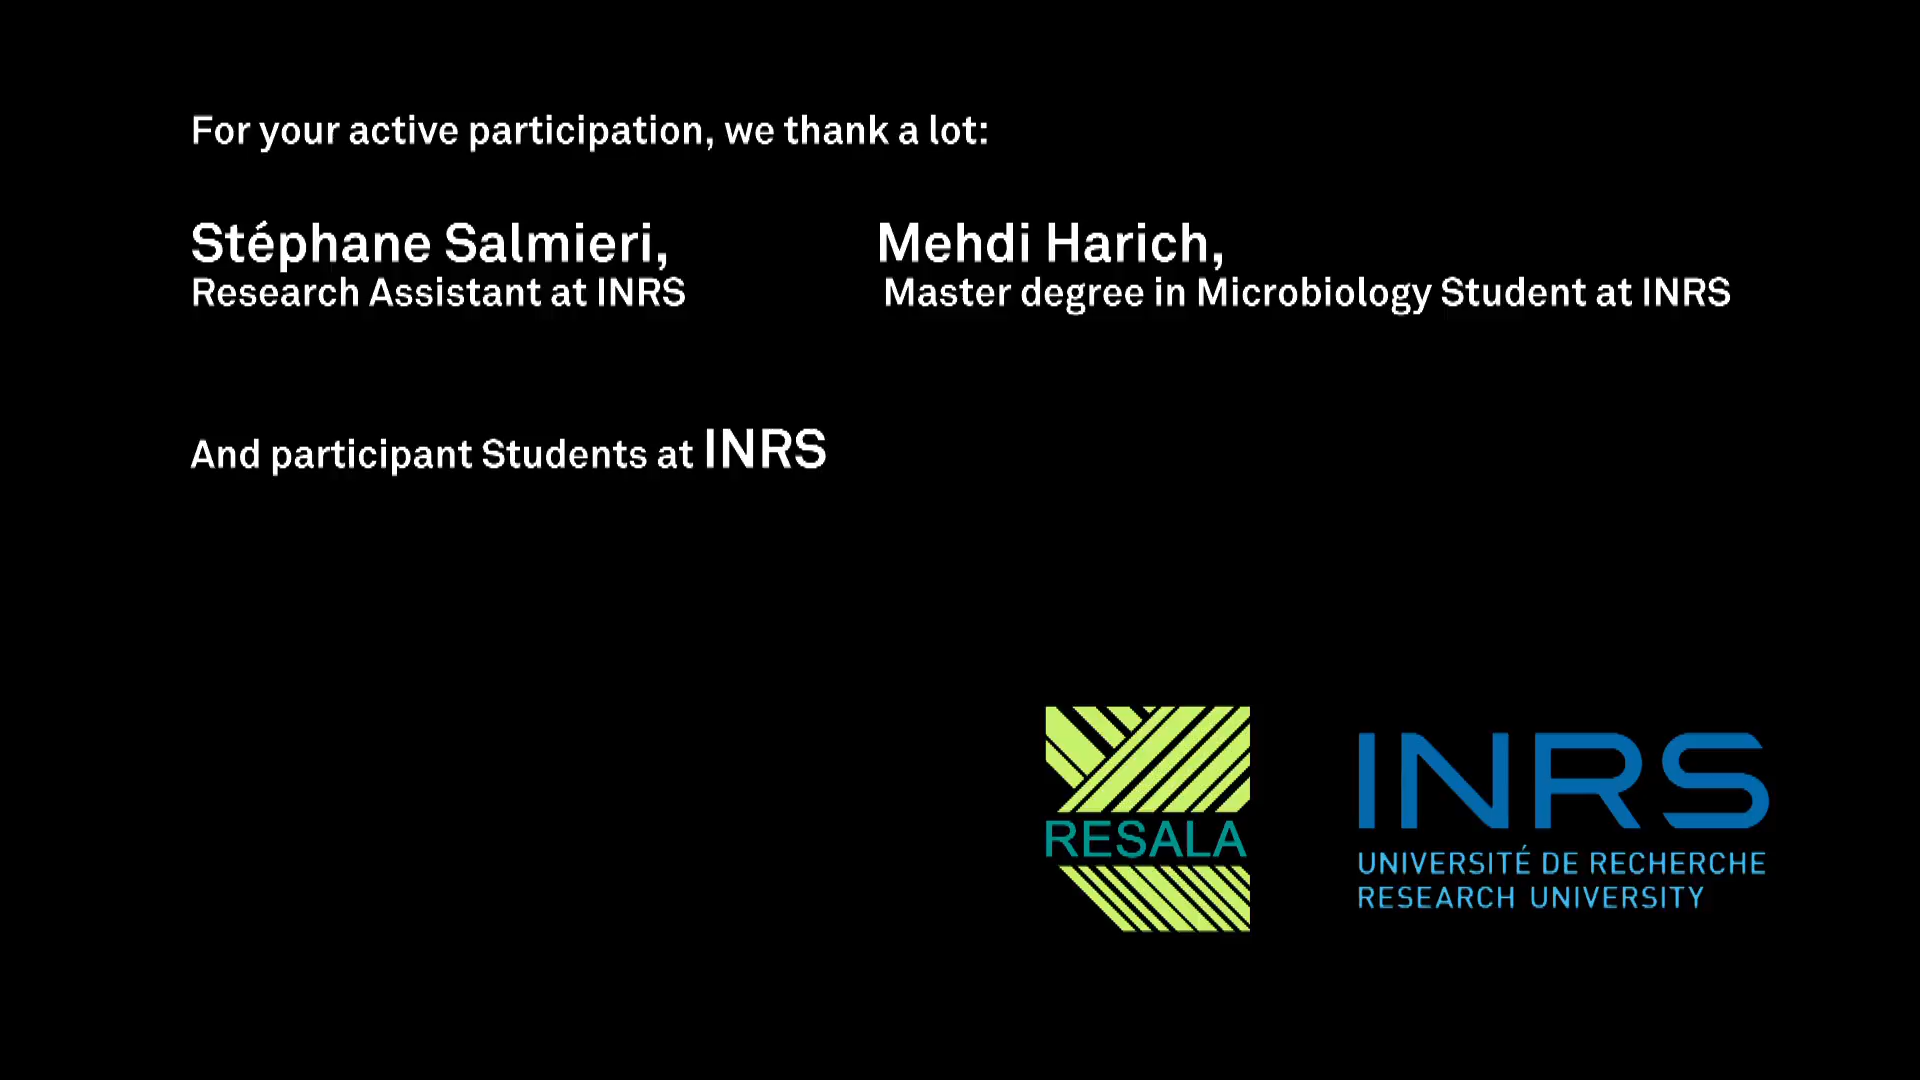 For your active participation, we thank a lot:
Stéphane Salmieri,
Research Assistant at INRS
Mehdi Harich,
Master degree in Microbiology Student at INRS
And participant Students at INRS
RESALA
INRS
UNIVERSITÉ DE RECHERCHE
RESEARCH UNIVERSITY